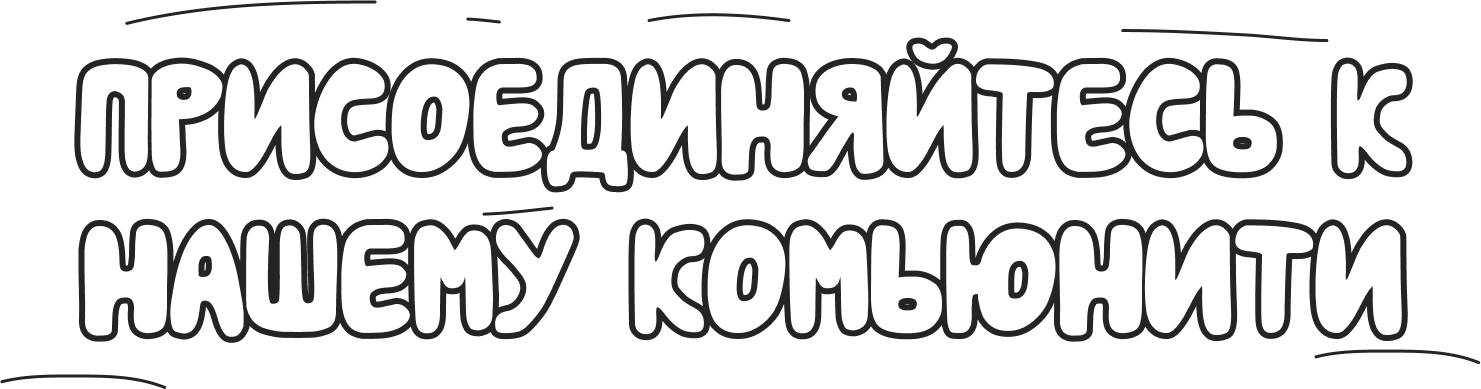 ПРИСОЕДИНЯЙТЕСЬ К
НАШЕМУ КОМЬЮНИТИ